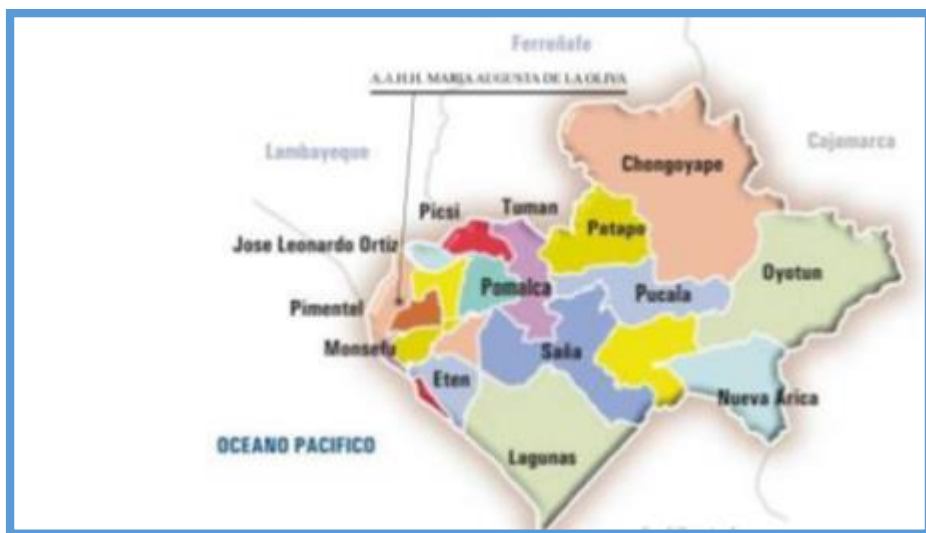 Ferreñafe
A.A.H.H. MARIA AUGUSTA DE LA OLIVA
Cajamarca
Lambayeque
Chongoyape
Picsi
Tuman
Patapo
Jose Leonardo Ortiz
Oyotun
Pomalca
Pucala
Pimentel
Monsefu
Saña
Eten
Nueva Arica
OCEANO PACIFICO
Lagunas